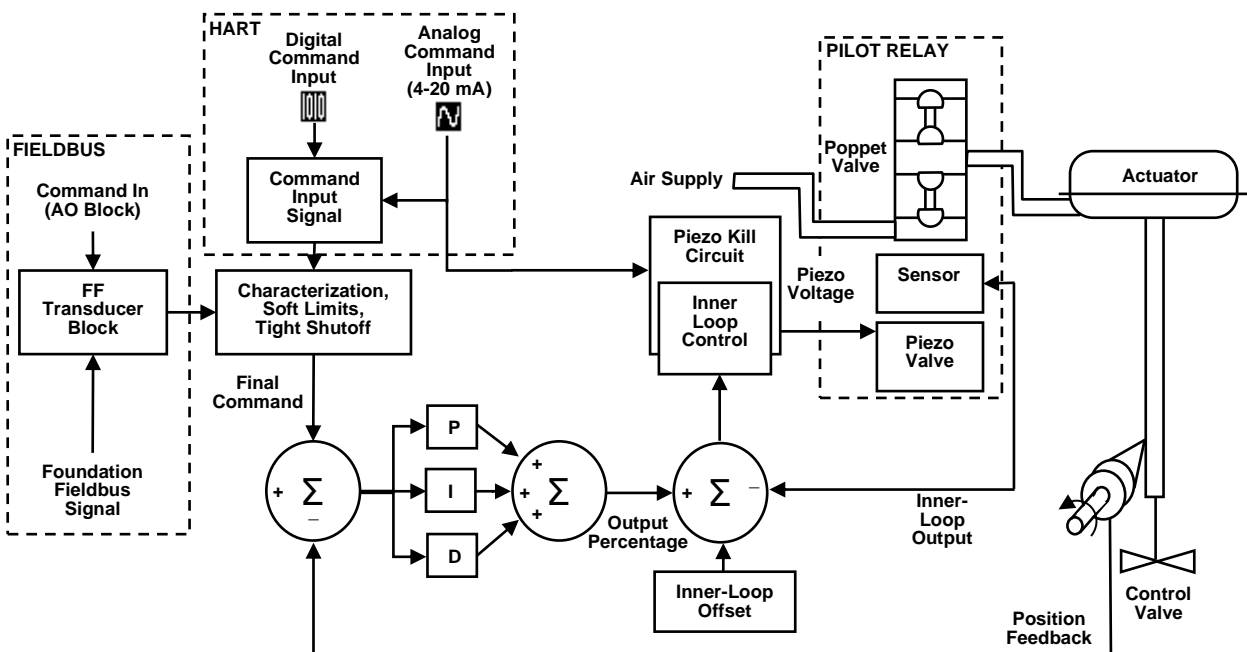 HART
Digital
Command
Input
Analog
Command
Input
(4-20 mA)
PILOT RELAY
FIELDBUS
Command In
(AO Block)
Command
Input
Signal
Air Supply
Poppet
Valve
Actuator
FF
Transducer
Block
Characterization,
Soft Limits,
Tight Shutoff
Piezo Kill
Circuit
Inner
Loop
Control
Piezo
Voltage
Sensor
Piezo
Valve
Final
Command
Foundation
Fieldbus
Signal
+ Σ –
P
I
D
+
+
+
Σ
Output
Percentage
+ Σ –
Inner-Loop
Offset
Inner-
Loop
Output
Position
Feedback
Control
Valve